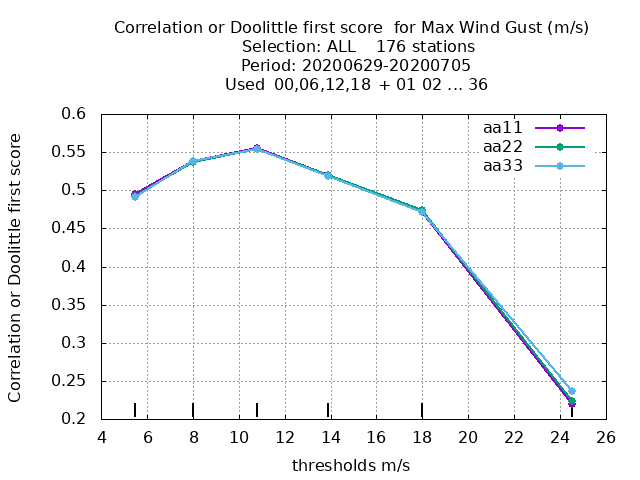 Correlation or Doolittle first score  for Max Wind Gust (m/s)
Selection: ALL    176 stations
Period: 20200629-20200705
Used  00,06,12,18 + 01 02 ... 36
Correlation or Doolittle first score
0.6
0.55
0.5
0.45
0.4
0.35
0.3
0.25
0.2
aa11
aa22
aa33
4 6 8 10 12 14 16 18 20 22 24 26
thresholds m/s